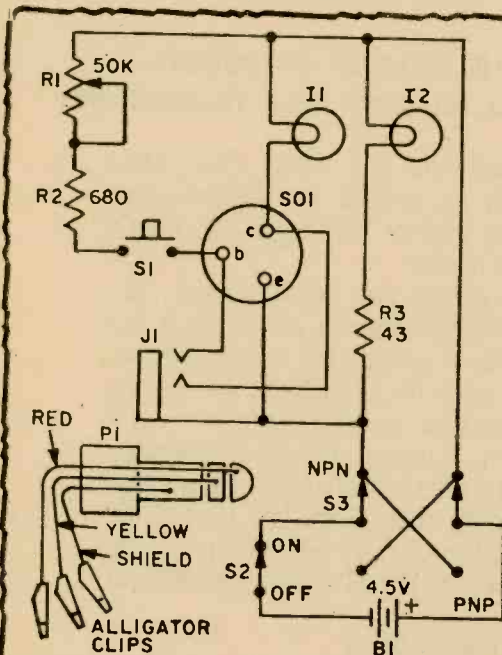 R1
50K
I1
I2
R2
680
SO1
c
S1
b
e
R3
43
J1
RED
P1
NPN
S3
YELLOW
ON
SHIELD
S2
OFF
4.5V
+
PNP
ALLIGATOR
CLIPS
B1